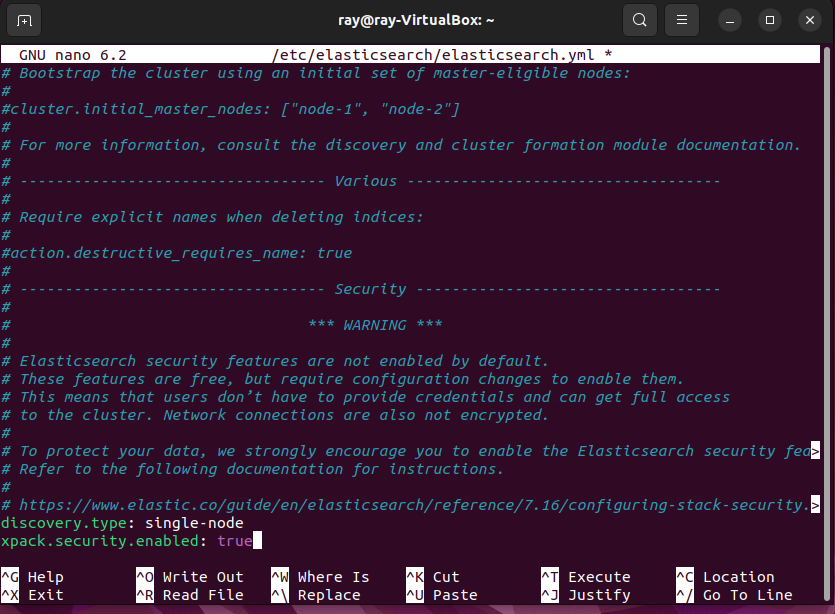 ray@ray-VirtualBox: ~
GNU nano 6.2 /etc/elasticsearch/elasticsearch.yml *
# Bootstrap the cluster using an initial set of master-eligible nodes:
#
#cluster.initial_master_nodes: ["node-1", "node-2"]
#
# For more information, consult the discovery and cluster formation module documentation.
#
# ---------------------------------- Various -----------------------------------
#
# Require explicit names when deleting indices:
#
#action.destructive_requires_name: true
#
# ---------------------------------- Security ----------------------------------
#
# *** WARNING ***
#
# Elasticsearch security features are not enabled by default.
# These features are free, but require configuration changes to enable them.
# This means that users don’t have to provide credentials and can get full access
# to the cluster. Network connections are also not encrypted.
#
# To protect your data, we strongly encourage you to enable the Elasticsearch security fea>
# Refer to the following documentation for instructions.
#
# https://www.elastic.co/guide/en/elasticsearch/reference/7.16/configuring-stack-security.>
discovery.type: single-node
xpack.security.enabled: true
^G Help ^O Write Out ^W Where Is ^K Cut ^T Execute ^C Location
^X Exit ^R Read File ^\ Replace ^U Paste ^J Justify ^/ Go To Line